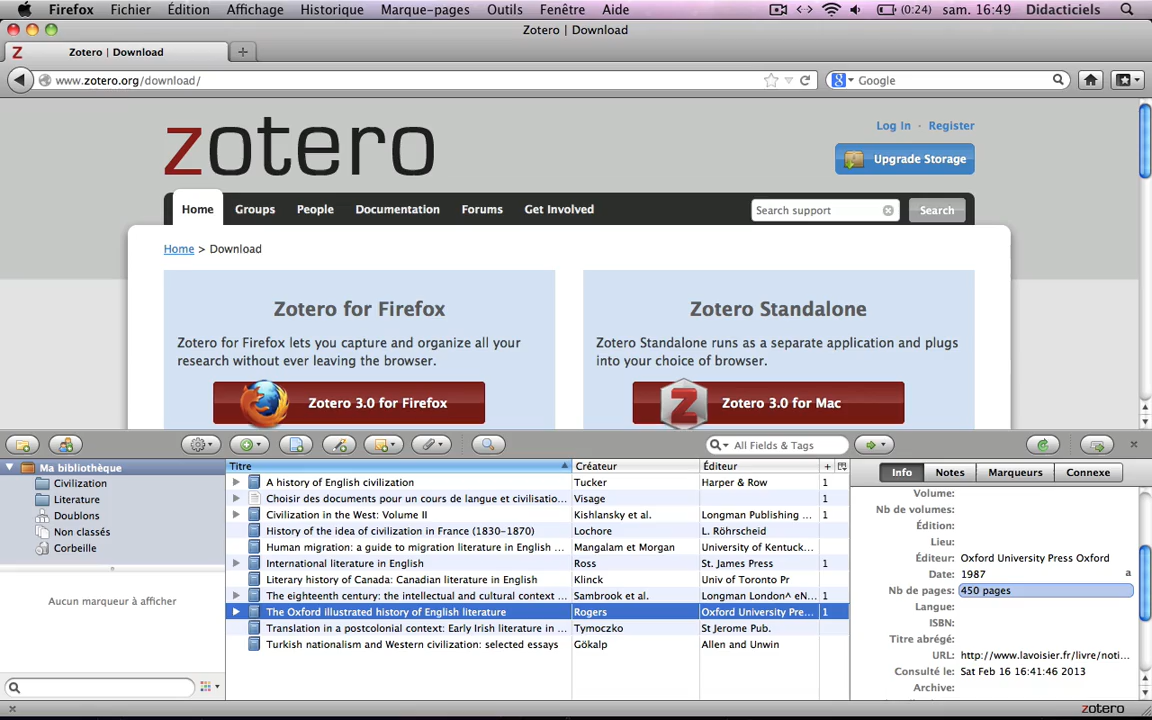 Firefox Fichier Édition Affichage Historique Marque-pages Outils Fenêtre Aide (0:24) sam. 16:49 Didacticiels
Zotero | Download
Z Zotero | Download +
www.zotero.org/download/ Google
zotero
Log In · Register
Upgrade Storage
Home Groups People Documentation Forums Get Involved Search support Search
Home > Download
Zotero for Firefox
Zotero for Firefox lets you capture and organize all your
research without ever leaving the browser.
Zotero 3.0 for Firefox
Zotero Standalone
Zotero Standalone runs as a separate application and plugs
into your choice of browser.
Z Zotero 3.0 for Mac
All Fields & Tags
Ma bibliothèque
Civilization
Literature
Doublons
Non classés
Corbeille
Aucun marqueur à afficher
Titre Créateur Éditeur +
A history of English civilization Tucker Harper & Row 1
Choisir des documents pour un cours de langue et civilisatio... Visage 1
Civilization in the West: Volume II Kishlansky et al. Longman Publishing ... 1
History of the idea of civilization in France (1830-1870) Lochore L. Röhrscheid
Human migration: a guide to migration literature in English ... Mangalam et Morgan University of Kentuck...
International literature in English Ross St. James Press 1
Literary history of Canada: Canadian literature in English Klinck Univ of Toronto Pr
The eighteenth century: the intellectual and cultural context ... Sambrook et al. Longman London^ eN... 1
The Oxford illustrated history of English literature Rogers Oxford University Pre... 1
Translation in a postcolonial context: Early Irish literature in ... Tymoczko St Jerome Pub.
Turkish nationalism and Western civilization: selected essays Gökalp Allen and Unwin
Info Notes Marqueurs Connexe
Volume:
Nb de volumes:
Édition:
Lieu:
Éditeur: Oxford University Press Oxford
Date: 1987 a
Nb de pages: 450 pages
Langue:
ISBN:
Titre abrégé:
URL: http://www.lavoisier.fr/livre/noti...
Consulté le: Sat Feb 16 16:41:46 2013
Archive:
zotero